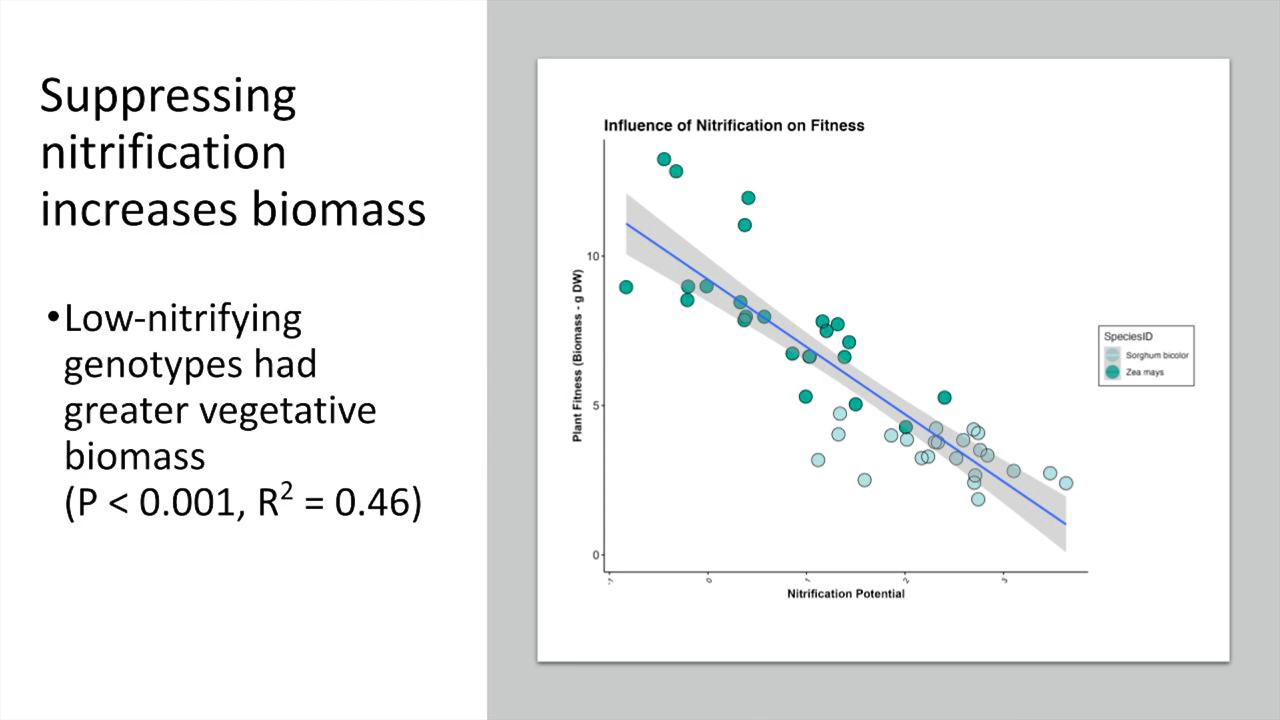 Suppressing
nitrification
increases biomass
•Low-nitrifying
genotypes had
greater vegetative
biomass
(P < 0.001, R² = 0.46)
Influence of Nitrification on Fitness
Plant Fitness (Biomass - g DW)
10
5
0
-1
0
1
2
3
Nitrification Potential
SpeciesID
Sorghum bicolor
Zea mays